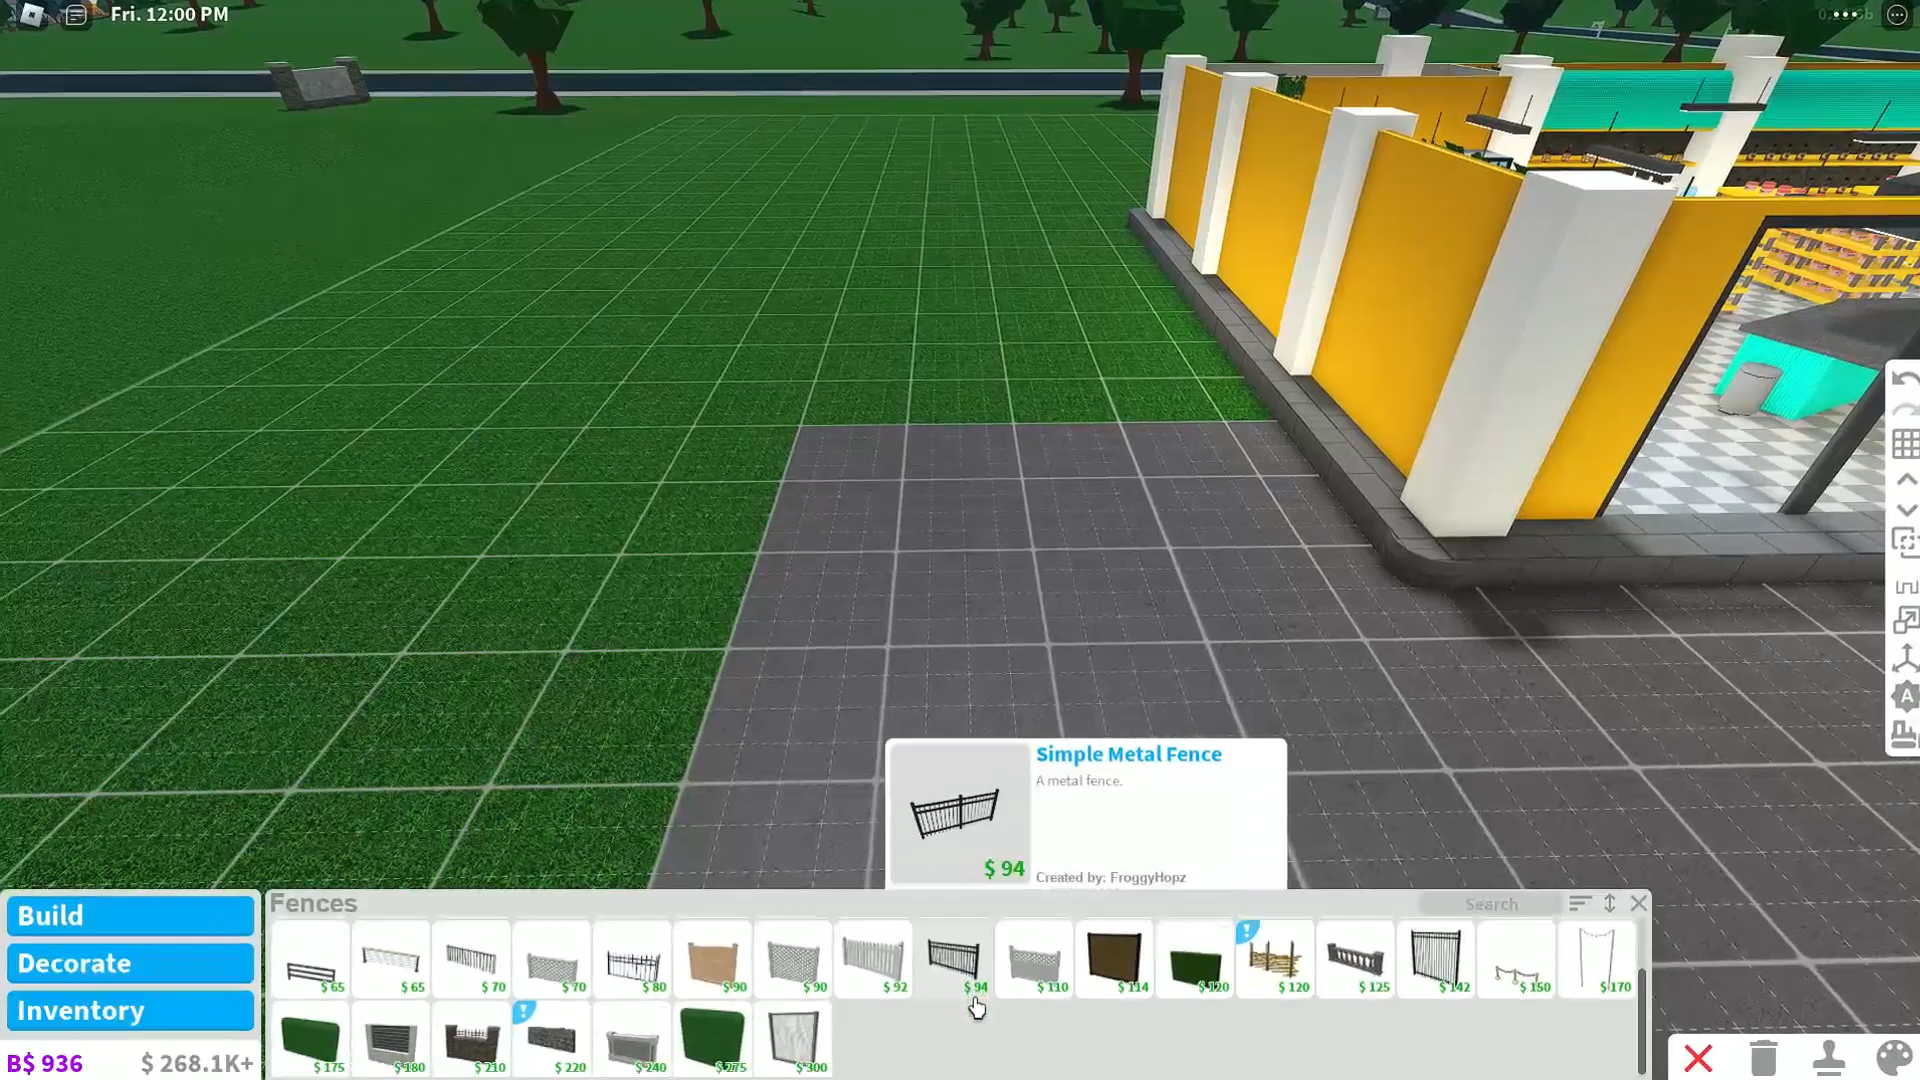 Fri. 12:00 PM
Simple Metal Fence
A metal fence.
$ 94
Created by: FroggyHopz
Build
Decorate
Inventory
B$ 936
$ 268.1K+
Fences
Search
$ 65
$ 65
$ 70
$ 70
$ 80
$ 90
$ 90
$ 92
$ 94
$ 110
$ 114
$ 120
$ 120
$ 125
$ 142
$ 150
$ 170
$ 175
$ 180
$ 210
$ 220
$ 240
$ 275
$ 300
A